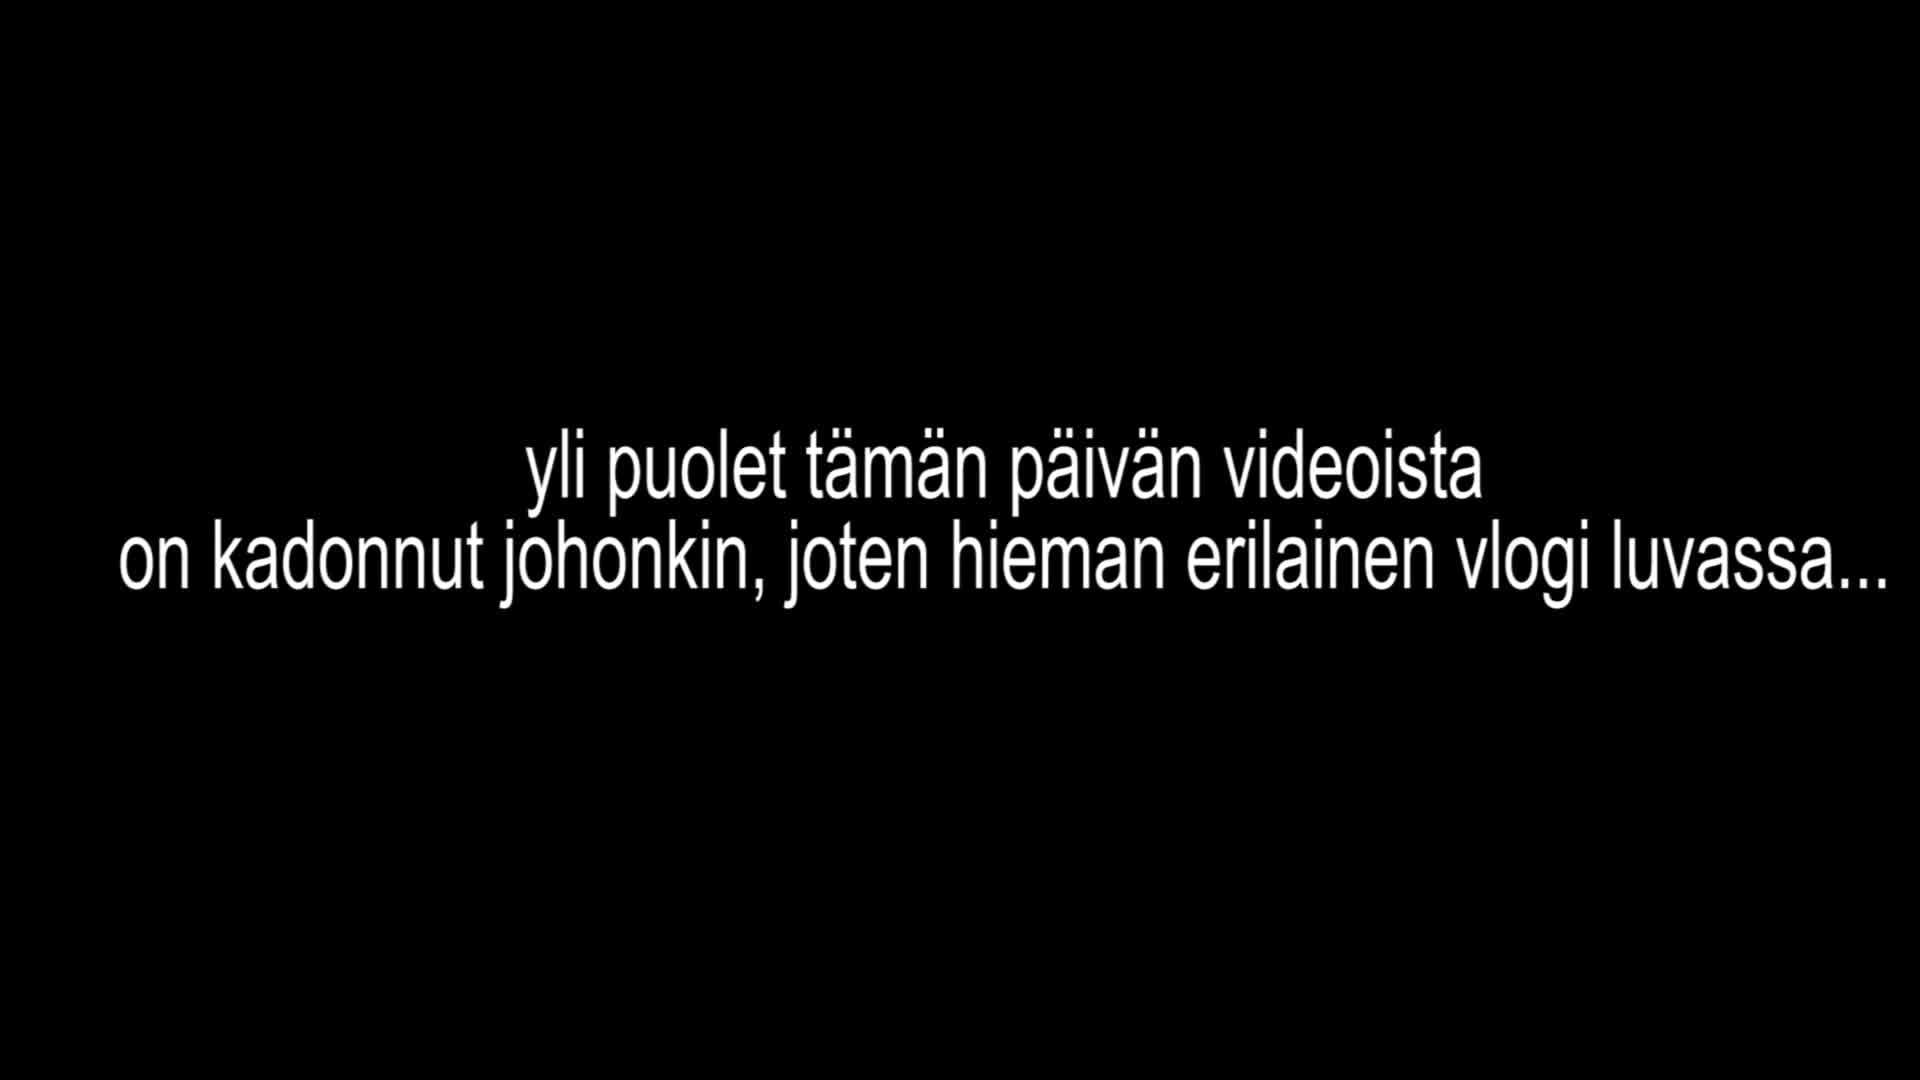 yli puolet tämän päivän videoista
on kadonnut johonkin, joten hieman erilainen vlogi luvassa...